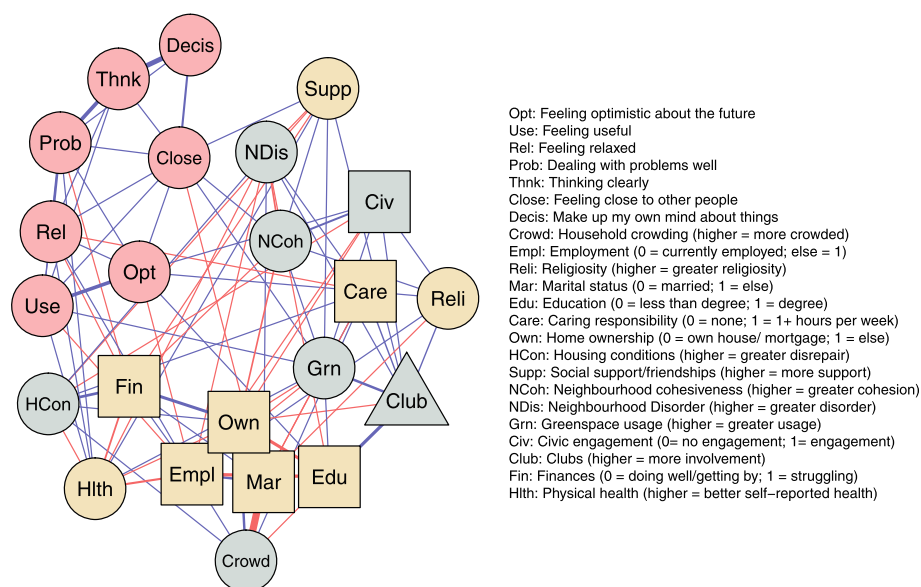 Decis
Thnk
Supp
Prob
Close
NDis
Civ
Rel
NCoh
Opt
Care
Reli
Use
Grn
Fin
HCon
Club
Own
Empl
Mar
Edu
Hlth
Crowd
Opt: Feeling optimistic about the future
Use: Feeling useful
Rel: Feeling relaxed
Prob: Dealing with problems well
Thnk: Thinking clearly
Close: Feeling close to other people
Decis: Make up my own mind about things
Crowd: Household crowding (higher = more crowded)
Empl: Employment (0 = currently employed; else = 1)
Reli: Religiosity (higher = greater religiosity)
Mar: Marital status (0 = married; 1 = else)
Edu: Education (0 = less than degree; 1 = degree)
Care: Caring responsibility (0 = none; 1 = 1+ hours per week)
Own: Home ownership (0 = own house/ mortgage; 1 = else)
HCon: Housing conditions (higher = greater disrepair)
Supp: Social support/friendships (higher = more support)
NCoh: Neighbourhood cohesiveness (higher = greater cohesion)
NDis: Neighbourhood Disorder (higher = greater disorder)
Grn: Greenspace usage (higher = greater usage)
Civ: Civic engagement (0= no engagement; 1= engagement)
Club: Clubs (higher = more involvement)
Fin: Finances (0 = doing well/getting by; 1 = struggling)
Hlth: Physical health (higher = better self−reported health)